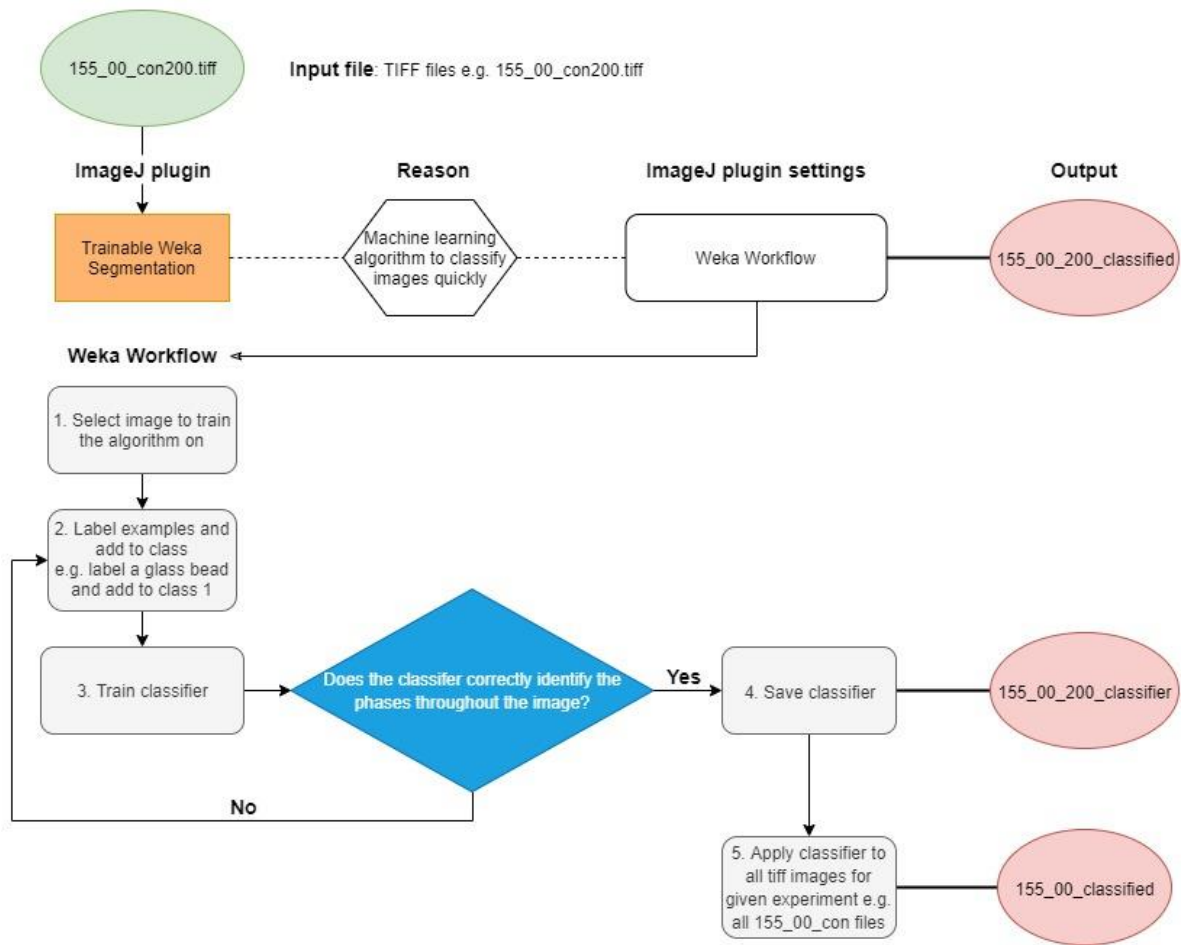 155_00_con200.tiff
Input file: TIFF files e.g. 155_00_con200.tiff
ImageJ plugin
Reason
ImageJ plugin settings
Output
Trainable Weka
Segmentation
Machine learning
algorithm to classify
images quickly
Weka Workflow
155_00_200_classified
Weka Workflow
1. Select image to train
the algorithm on
2. Label examples and
add to class
e.g. label a glass bead
and add to class 1
3. Train classifier
Does the classifer correctly identify the
phases throughout the image?
Yes
4. Save classifier
155_00_200_classifier
No
5. Apply classifier to
all tiff images for
given experiment e.g.
all 155_00_con files
155_00_classified